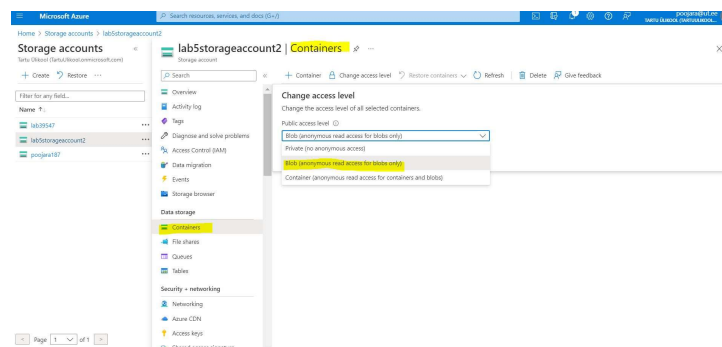 Microsoft Azure
Search resources, services, and docs (G+/)
poojara@ut.ee
TARTU ÜLIKOOL (TARTUULIKOOL....
Home > Storage accounts > lab5storageaccount2
Storage accounts
Tartu Ülikool (TartuUlikool.onmicrosoft.com)
+ Create Restore ...
Filter for any field...
Name ↑↓
lab39547 ...
lab5storageaccount2 ...
poojara187 ...
Page 1 of 1
lab5storageaccount2 | Containers ...
Storage account
Search
Overview
Activity log
Tags
Diagnose and solve problems
Access Control (IAM)
Data migration
Events
Storage browser
Data storage
Containers
File shares
Queues
Tables
Security + networking
Networking
Azure CDN
Access keys
Shared access signature
+ Container Change access level Restore containers Refresh Delete Give feedback
Change access level
Change the access level of all selected containers.
Public access level
Blob (anonymous read access for blobs only)
Private (no anonymous access)
Blob (anonymous read access for blobs only)
Container (anonymous read access for containers and blobs)